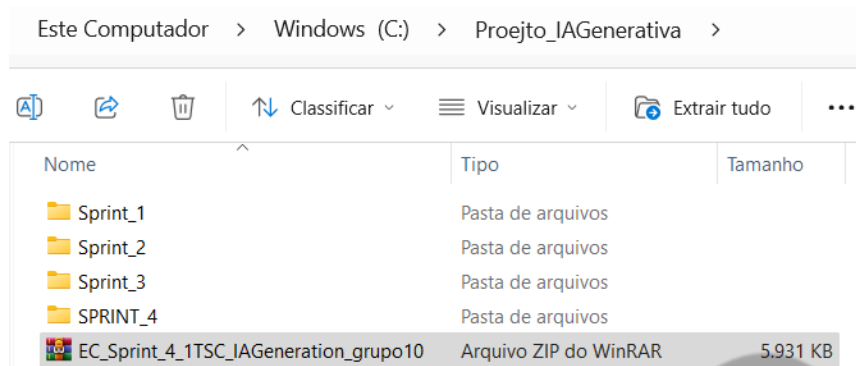 Este Computador > Windows (C:) > Proejto_IAGenerativa >
A Classificar Visualizar Extrair tudo ...
Nome Tipo Tamanho
Sprint_1 Pasta de arquivos
Sprint_2 Pasta de arquivos
Sprint_3 Pasta de arquivos
SPRINT_4 Pasta de arquivos
EC_Sprint_4_1TSC_IAGeneration_grupo10 Arquivo ZIP do WinRAR 5.931 KB